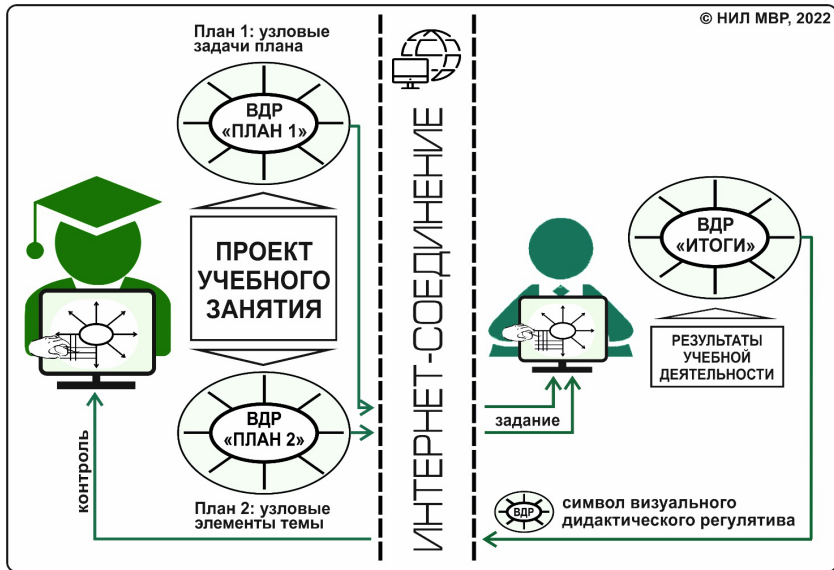 © НИЛ МВР, 2022
План 1: узловые
задачи плана
ВДР
«ПЛАН 1»
ПРОЕКТ
УЧЕБНОГО
ЗАНЯТИЯ
ВДР
«ПЛАН 2»
План 2: узловые
элементы темы
контроль
ИНТЕРНЕТ-СОЕДИНЕНИЕ
задание
ВДР
«ИТОГИ»
РЕЗУЛЬТАТЫ
УЧЕБНОЙ
ДЕЯТЕЛЬНОСТИ
ВДР
символ визуального
дидактического регулятива